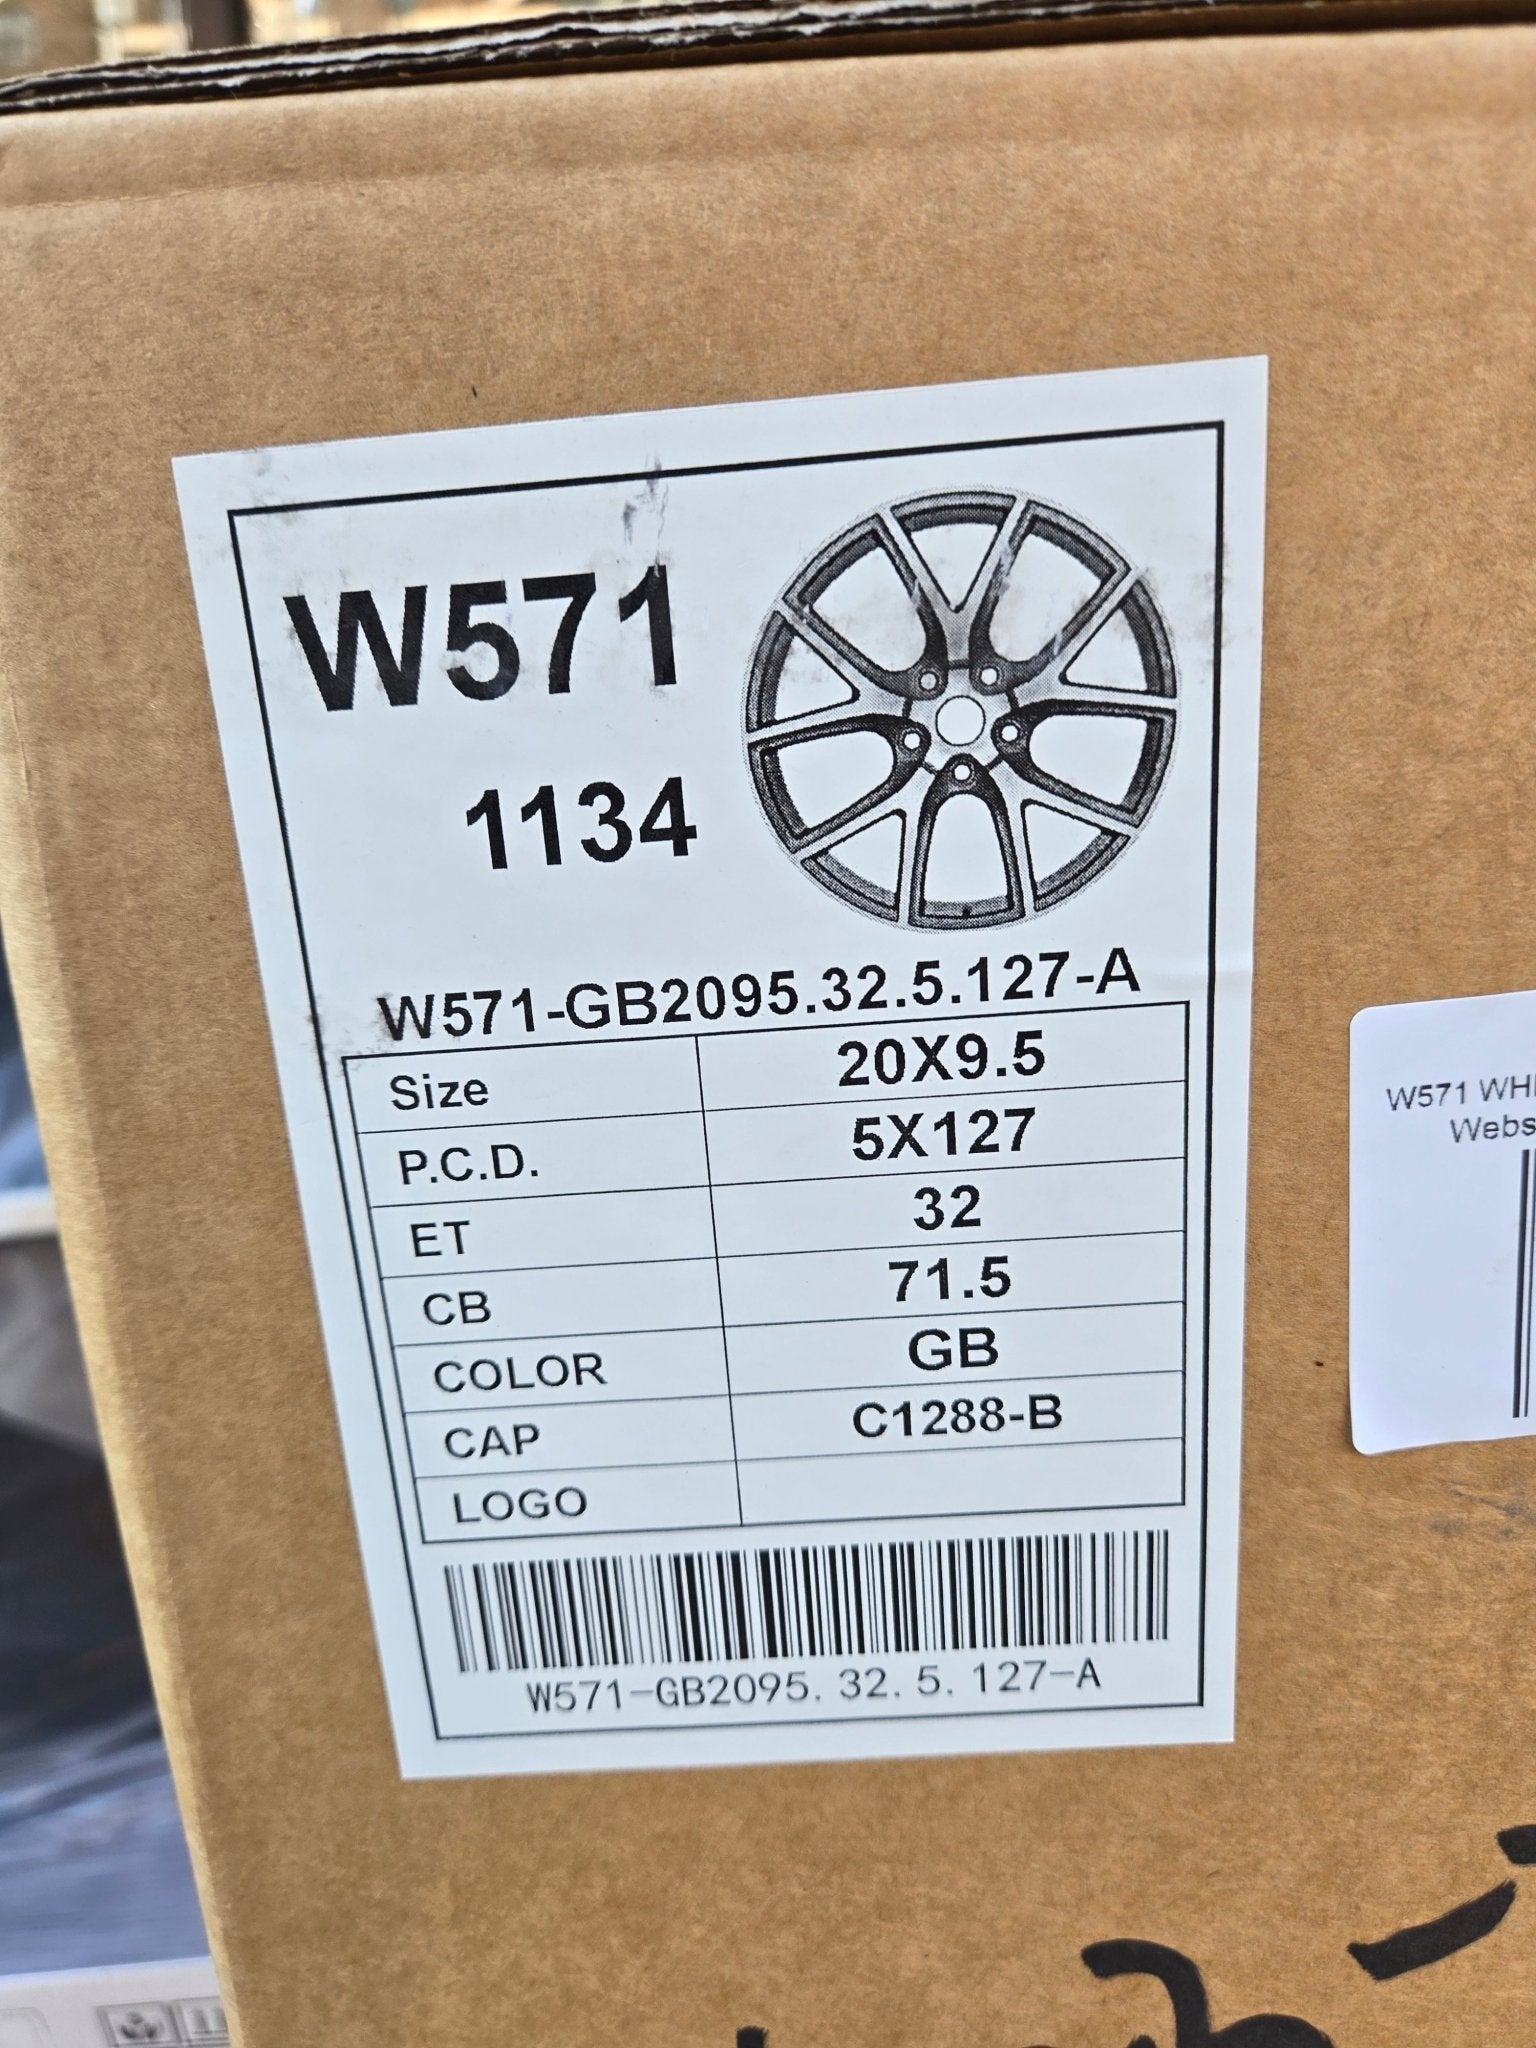 W571
1134
W571-GB2095.32.5.127-A
Size 20X9.5
P.C.D. 5X127
ET 32
CB 71.5
COLOR GB
CAP C1288-B
LOGO
W571-GB2095.32.5.127-A
W571